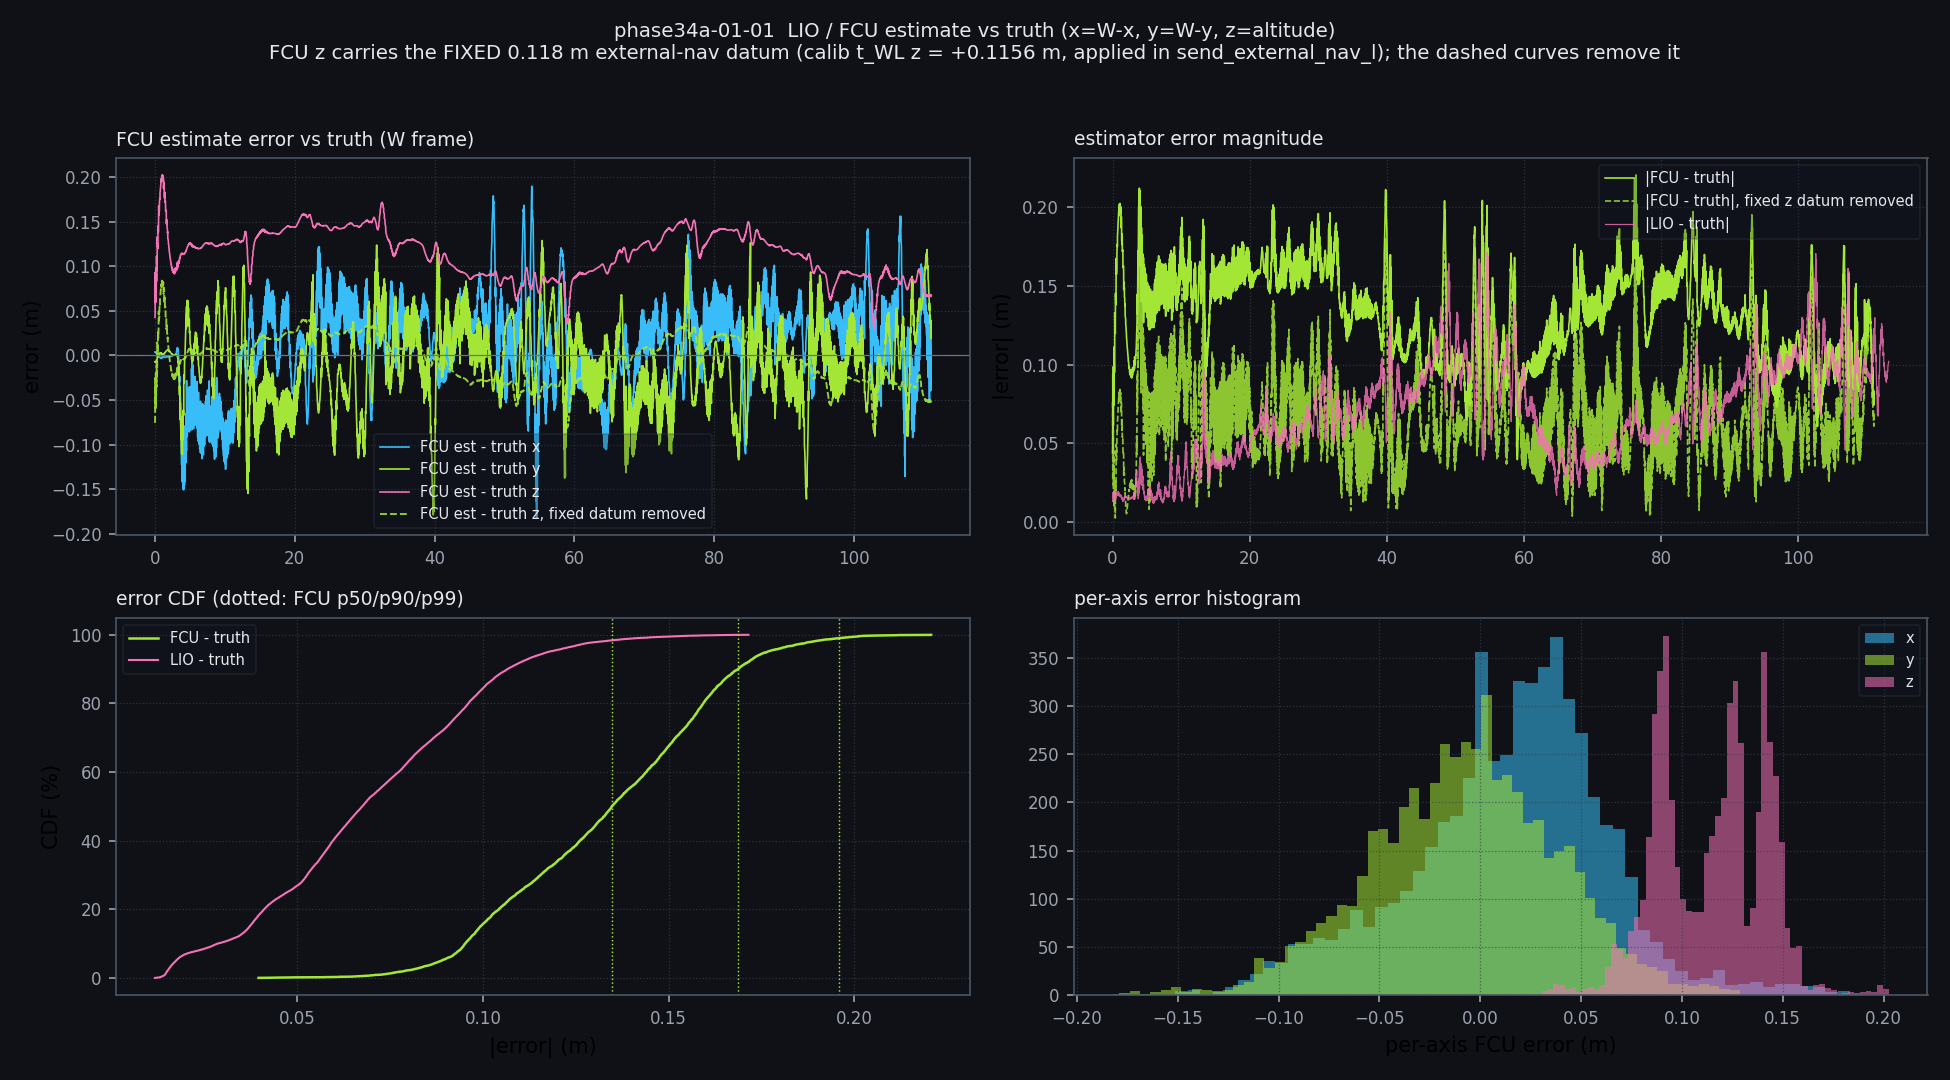 phase34a-01-01  LIO / FCU estimate vs truth (x=W-x, y=W-y, z=altitude)
FCU z carries the FIXED 0.118 m external-nav datum (calib t_WL z = +0.1156 m, applied in send_external_nav_l); the dashed curves remove it
FCU estimate error vs truth (W frame)
error (m)
0.20
0.15
0.10
0.05
0.00
−0.05
−0.10
−0.15
−0.20
FCU est - truth x
FCU est - truth y
FCU est - truth z
FCU est - truth z, fixed datum removed
0 20 40 60 80 100
estimator error magnitude
|error| (m)
0.20
0.15
0.10
0.05
0.00
|FCU - truth|
|FCU - truth|, fixed z datum removed
|LIO - truth|
0 20 40 60 80 100
error CDF (dotted: FCU p50/p90/p99)
CDF (%)
100
80
60
40
20
0
FCU - truth
LIO - truth
0.05 0.10 0.15 0.20
|error| (m)
per-axis error histogram
350
300
250
200
150
100
50
0
x
y
z
−0.20 −0.15 −0.10 −0.05 0.00 0.05 0.10 0.15 0.20
per-axis FCU error (m)